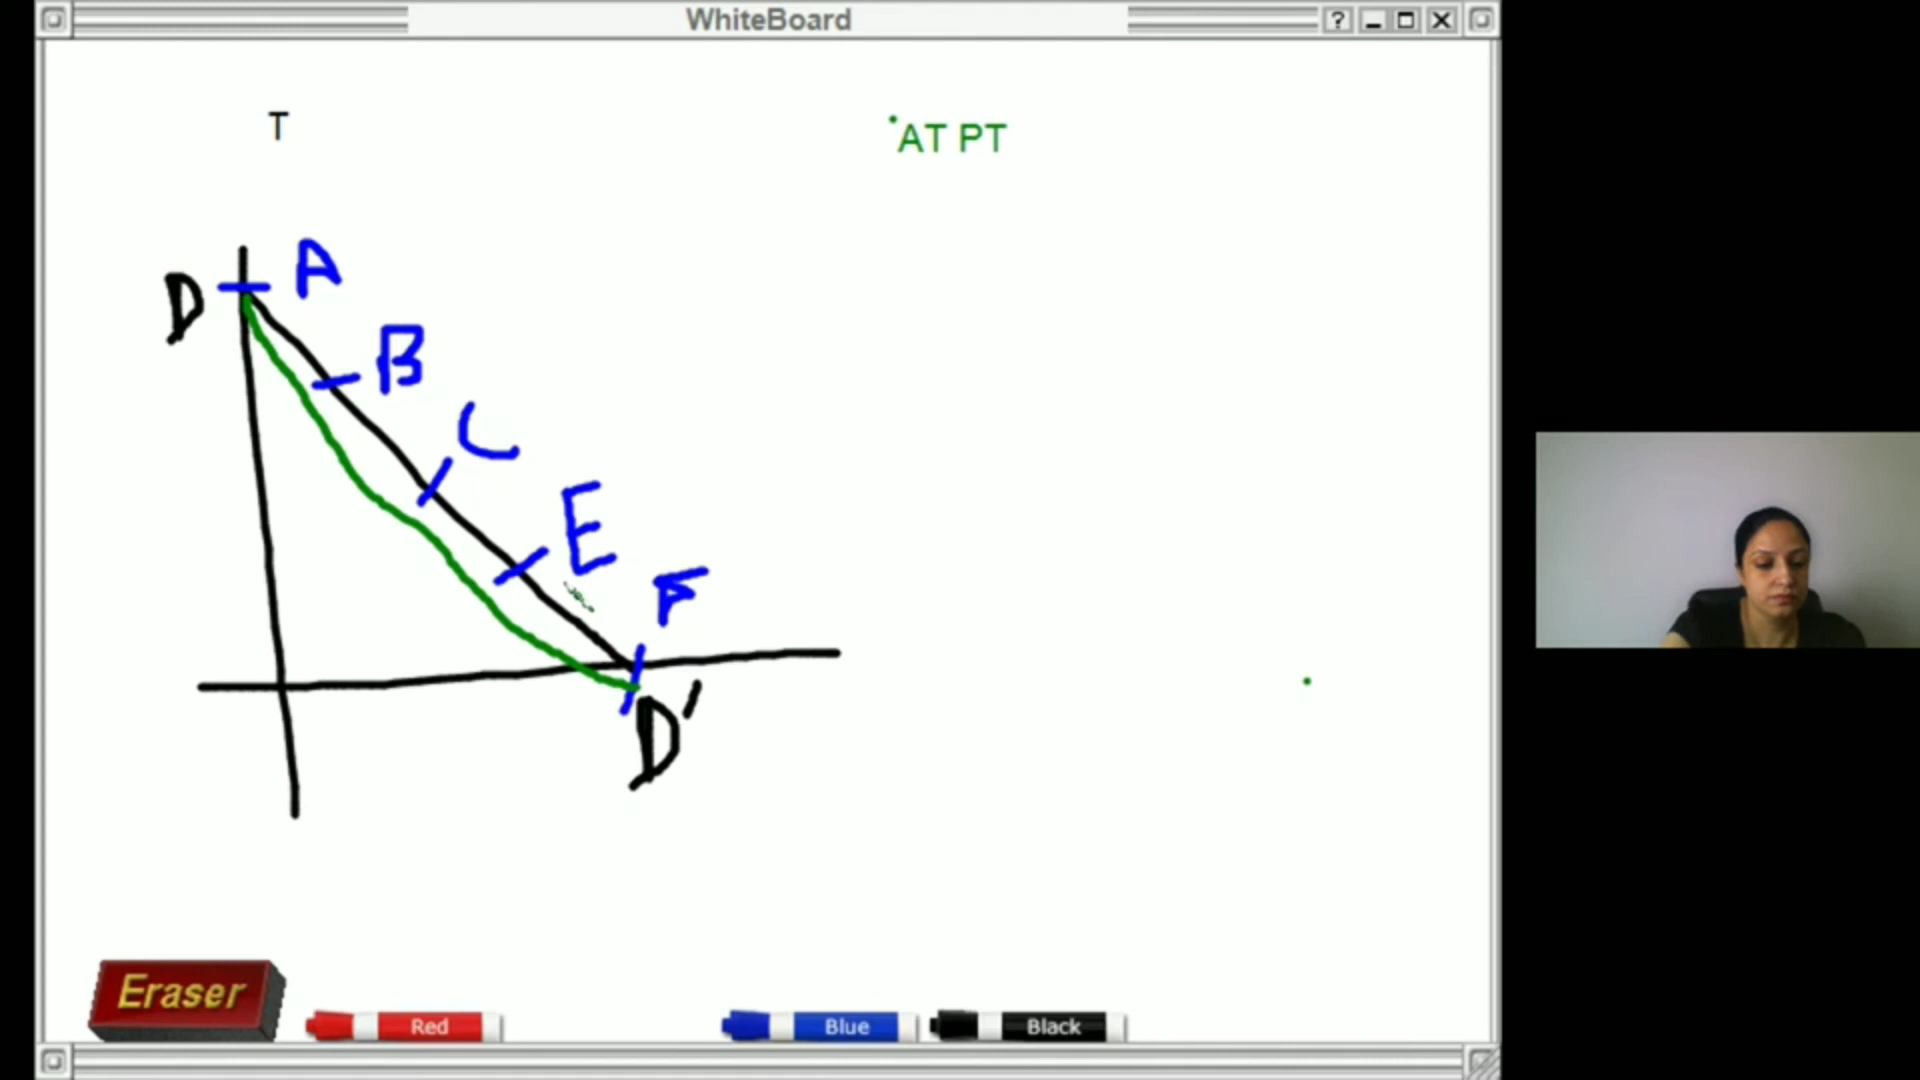 WhiteBoard
?
T
AT PT
A
D
B
C
E
F
D'
Eraser
Red
Blue
Black